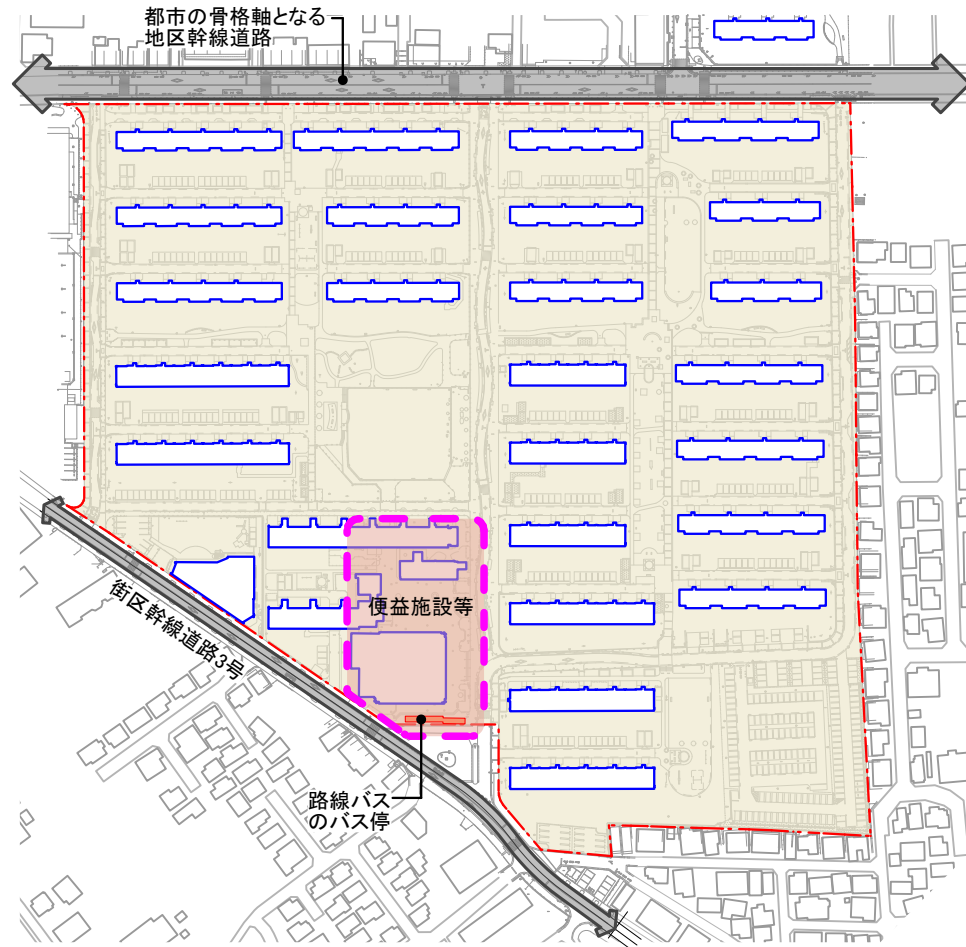 都市の骨格軸となる
地区幹線道路
便益施設等
街区幹線道路3号
路線バス
のバス停